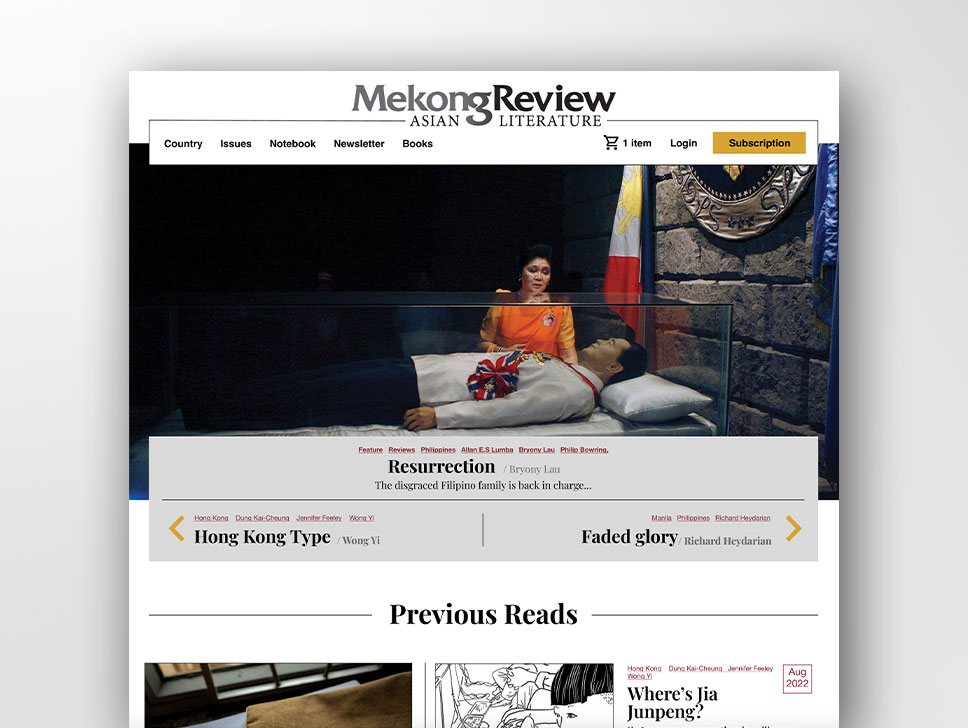 MekongReview
ASIAN LITERATURE
Country Issues Notebook Newsletter Books 1 item Login Subscription
Feature Reviews Philippines Allan E.S Lumba Bryony Lau Philip Bowring.
Resurrection / Bryony Lau
The disgraced Filipino family is back in charge...
Hong Kong Dung Kai-Cheung Jennifer Feeley Wong Yi
Hong Kong Type / Wong Yi
Manila Philippines Richard Heydarian
Faded glory / Richard Heydarian
Previous Reads
Hong Kong Dung Kai-Cheung Jennifer Feeley
Wong Yi
Where's Jia
Junpeng?
Aug
2022